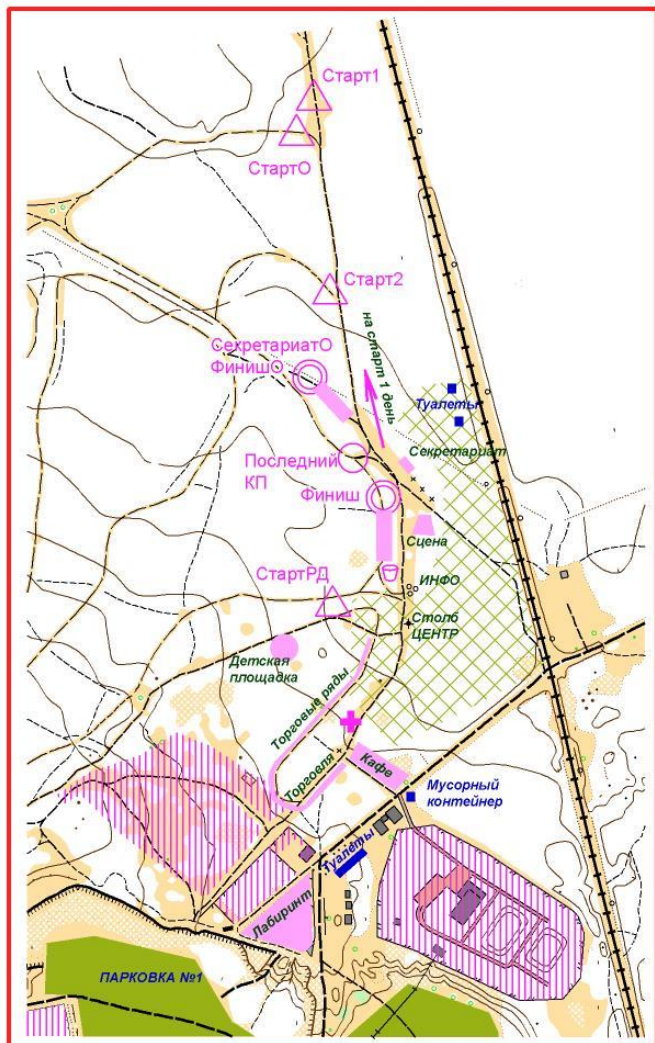 Старт1
СтартО
Старт2
на старт 1 день
СекретариатО
ФинишО
Туалеты
Секретариат
Последний
КП
Финиш
Сцена
СтартРД
ИНФО
Столб
ЦЕНТР
Детская
площадка
Торговые ряды
Торговля
Кафе
Мусорный
контейнер
Туалеты
Лабиринт
ПАРКОВКА №1